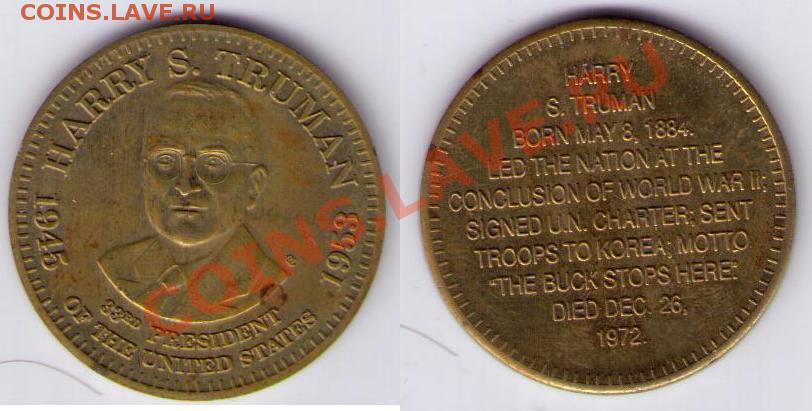 COINS.LAVE.RU
HARRY S. TRUMAN
1945
1953
33RD PRESIDENT
OF THE UNITED STATES
COINS.LAVE.RU
HARRY
S. TRUMAN
BORN MAY 8, 1884.
LED THE NATION AT THE
CONCLUSION OF WORLD WAR II;
SIGNED U.N. CHARTER; SENT
TROOPS TO KOREA; MOTTO
"THE BUCK STOPS HERE."
DIED DEC. 26,
1972.